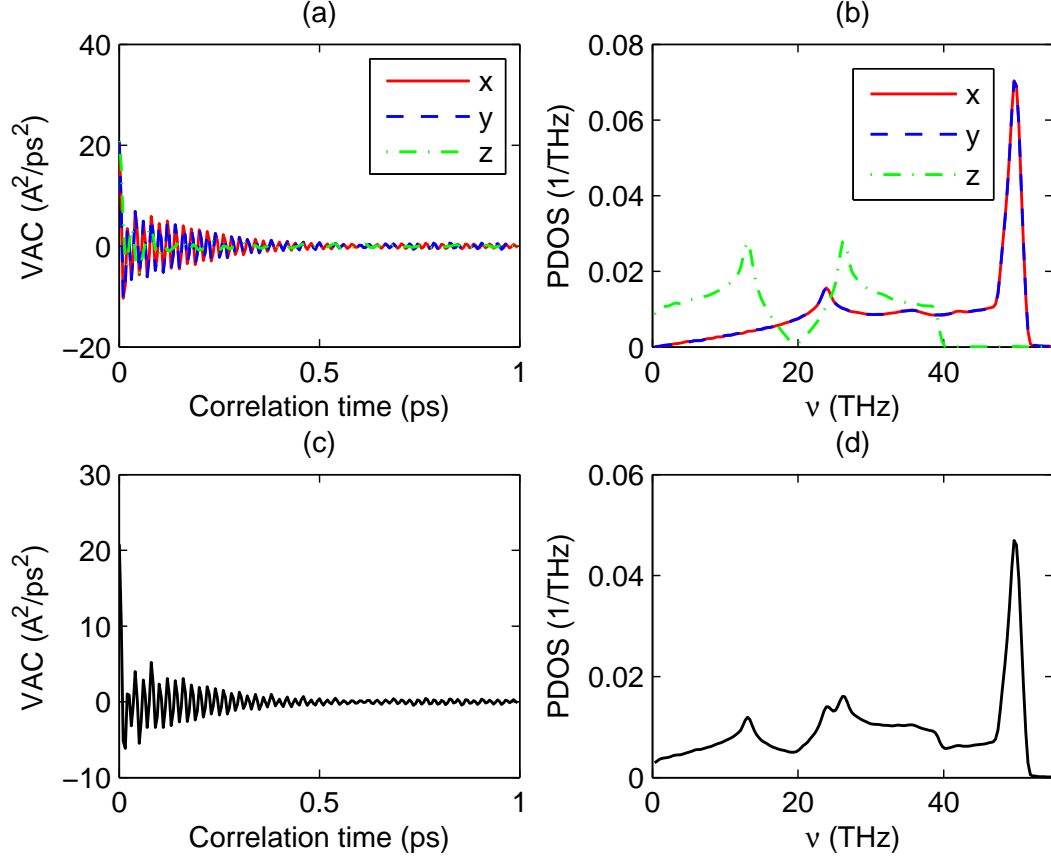 (a)
40
20
0
−20
VAC (A²/ps²)
x
y
z
0
0.5
1
Correlation time (ps)
(b)
0.08
0.06
0.04
0.02
0
PDOS (1/THz)
x
y
z
0
20
40
ν (THz)
(c)
30
20
10
0
−10
VAC (A²/ps²)
0
0.5
1
Correlation time (ps)
(d)
0.06
0.04
0.02
0
PDOS (1/THz)
0
20
40
ν (THz)